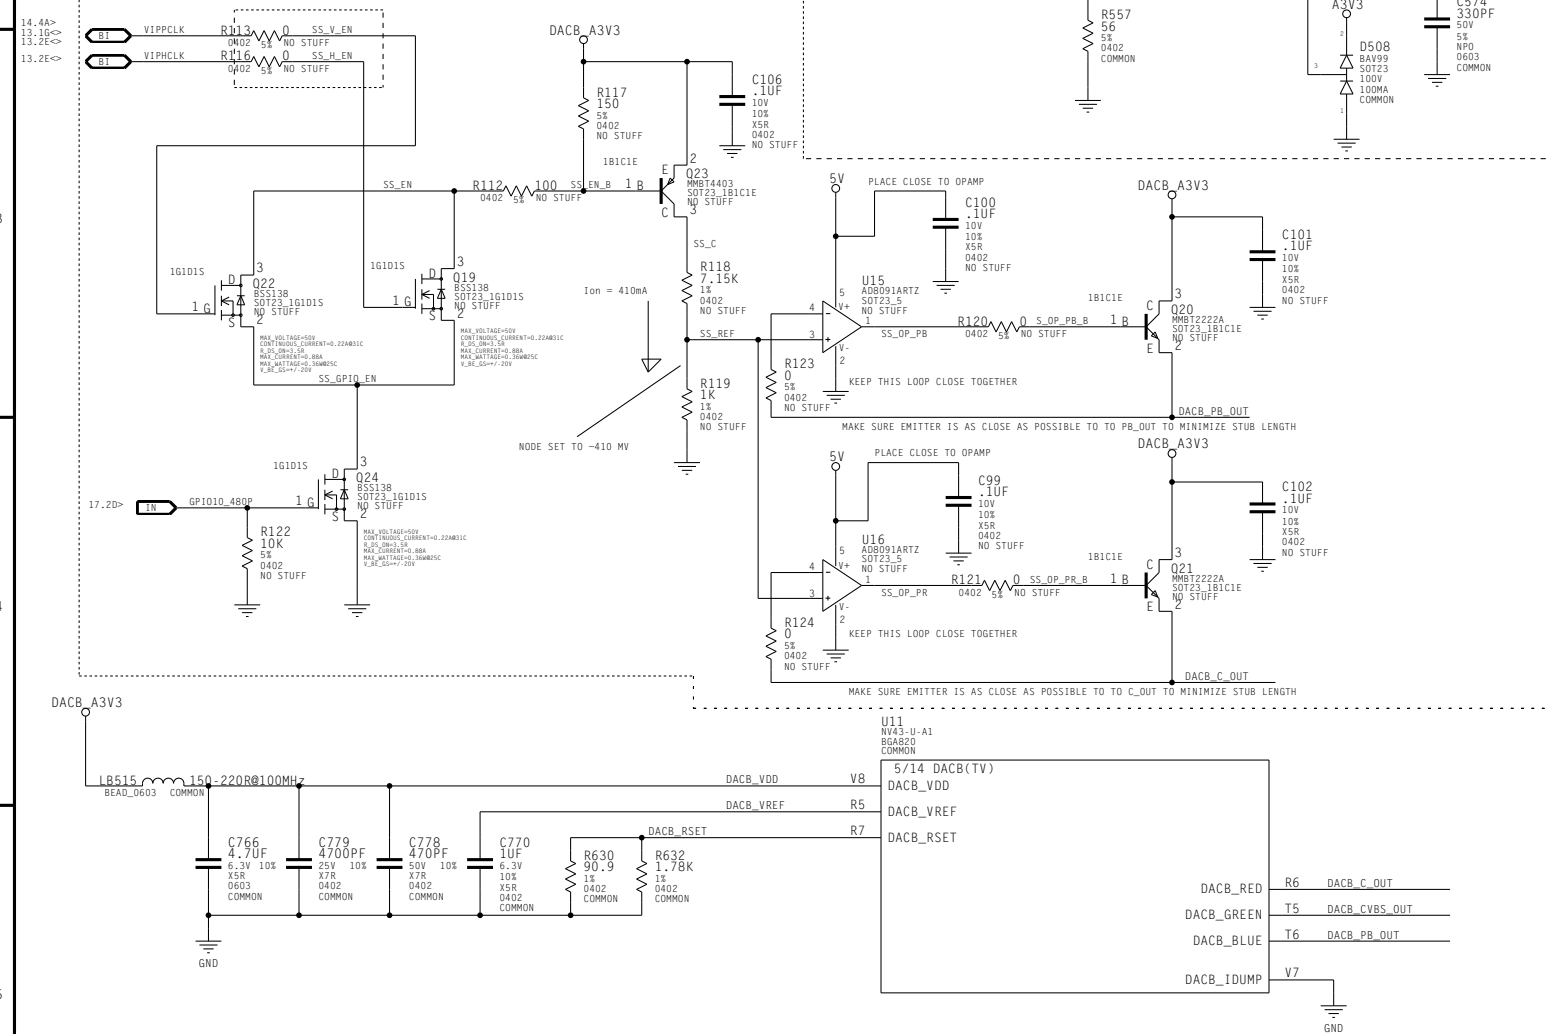 14.4A>
13.1G<>
13.2E<>
13.2E<>
BI
VIPPCLK
R113
0
0402
5%
NO STUFF
SS_V_EN
BI
VIPHCLK
R116
0
0402
5%
NO STUFF
SS_H_EN
DACB_A3V3
R117
150
5%
0402
NO STUFF
C106
.1UF
10V
10%
X5R
0402
NO STUFF
R557
56
5%
0402
COMMON
A3V3
2
3
1
D508
BAV99
SOT23
100V
100MA
COMMON
C574
330PF
50V
5%
NPO
0603
COMMON
SS_EN
R112
100
0402
5%
NO STUFF
SS_EN_B
1B1C1E
1 B
E
2
C
3
Q23
MMBT4403
SOT23_1B1C1E
NO STUFF
SS_C
R118
7.15K
1%
0402
NO STUFF
Ion = 410mA
SS_REF
R119
1K
1%
0402
NO STUFF
NODE SET TO ~410 MV
1G1D1S
1 G
D
S
3
2
Q22
BSS138
SOT23_1G1D1S
NO STUFF
MAX_VOLTAGE=50V
CONTINUOUS_CURRENT=0.22A@31C
R_DS_ON=3.5R
MAX_CURRENT=0.88A
MAX_WATTAGE=0.36W@25C
V_BE_GS=+/-20V
1G1D1S
1 G
D
S
3
2
Q19
BSS138
SOT23_1G1D1S
NO STUFF
MAX_VOLTAGE=50V
CONTINUOUS_CURRENT=0.22A@31C
R_DS_ON=3.5R
MAX_CURRENT=0.88A
MAX_WATTAGE=0.36W@25C
V_BE_GS=+/-20V
SS_GPIO_EN
17.2D>
IN
GPIO10_480P
R122
10K
5%
0402
NO STUFF
1G1D1S
1 G
D
S
3
2
Q24
BSS138
SOT23_1G1D1S
NO STUFF
MAX_VOLTAGE=50V
CONTINUOUS_CURRENT=0.22A@31C
R_DS_ON=3.5R
MAX_CURRENT=0.88A
MAX_WATTAGE=0.36W@25C
V_BE_GS=+/-20V
5V
PLACE CLOSE TO OPAMP
C100
.1UF
10V
10%
X5R
0402
NO STUFF
U15
AD8091ARTZ
SOT23_5
NO STUFF
5
V+
4
3
1
V-
2
SS_OP_PB
R120
0
0402
5%
NO STUFF
S_OP_PB_B
1B1C1E
1 B
C
E
3
2
Q20
MMBT2222A
SOT23_1B1C1E
NO STUFF
DACB_A3V3
C101
.1UF
10V
10%
X5R
0402
NO STUFF
R123
0
5%
0402
NO STUFF
KEEP THIS LOOP CLOSE TOGETHER
DACB_PB_OUT
MAKE SURE EMITTER IS AS CLOSE AS POSSIBLE TO TO PB_OUT TO MINIMIZE STUB LENGTH
5V
PLACE CLOSE TO OPAMP
C99
.1UF
10V
10%
X5R
0402
NO STUFF
U16
AD8091ARTZ
SOT23_5
NO STUFF
5
V+
4
3
1
V-
2
SS_OP_PR
R121
0
0402
5%
NO STUFF
SS_OP_PR_B
1B1C1E
1 B
C
E
3
2
Q21
MMBT2222A
SOT23_1B1C1E
NO STUFF
DACB_A3V3
C102
.1UF
10V
10%
X5R
0402
NO STUFF
R124
0
5%
0402
NO STUFF
KEEP THIS LOOP CLOSE TOGETHER
DACB_C_OUT
MAKE SURE EMITTER IS AS CLOSE AS POSSIBLE TO TO C_OUT TO MINIMIZE STUB LENGTH
DACB_A3V3
LB515
150-220R@100MHz
BEAD_0603 COMMON
C766
4.7UF
6.3V 10%
X5R
0603
COMMON
C779
4700PF
25V 10%
X7R
0402
COMMON
C778
470PF
50V 10%
X7R
0402
COMMON
C770
1UF
6.3V
10%
X5R
0402
COMMON
R630
90.9
1%
0402
COMMON
R632
1.78K
1%
0402
COMMON
GND
DACB_VDD
V8
DACB_VREF
R5
DACB_RSET
R7
U11
NV43-U-A1
BGA820
COMMON
5/14 DACB(TV)
DACB_VDD
DACB_VREF
DACB_RSET
DACB_RED
R6
DACB_C_OUT
DACB_GREEN
T5
DACB_CVBS_OUT
DACB_BLUE
T6
DACB_PB_OUT
DACB_IDUMP
V7
GND